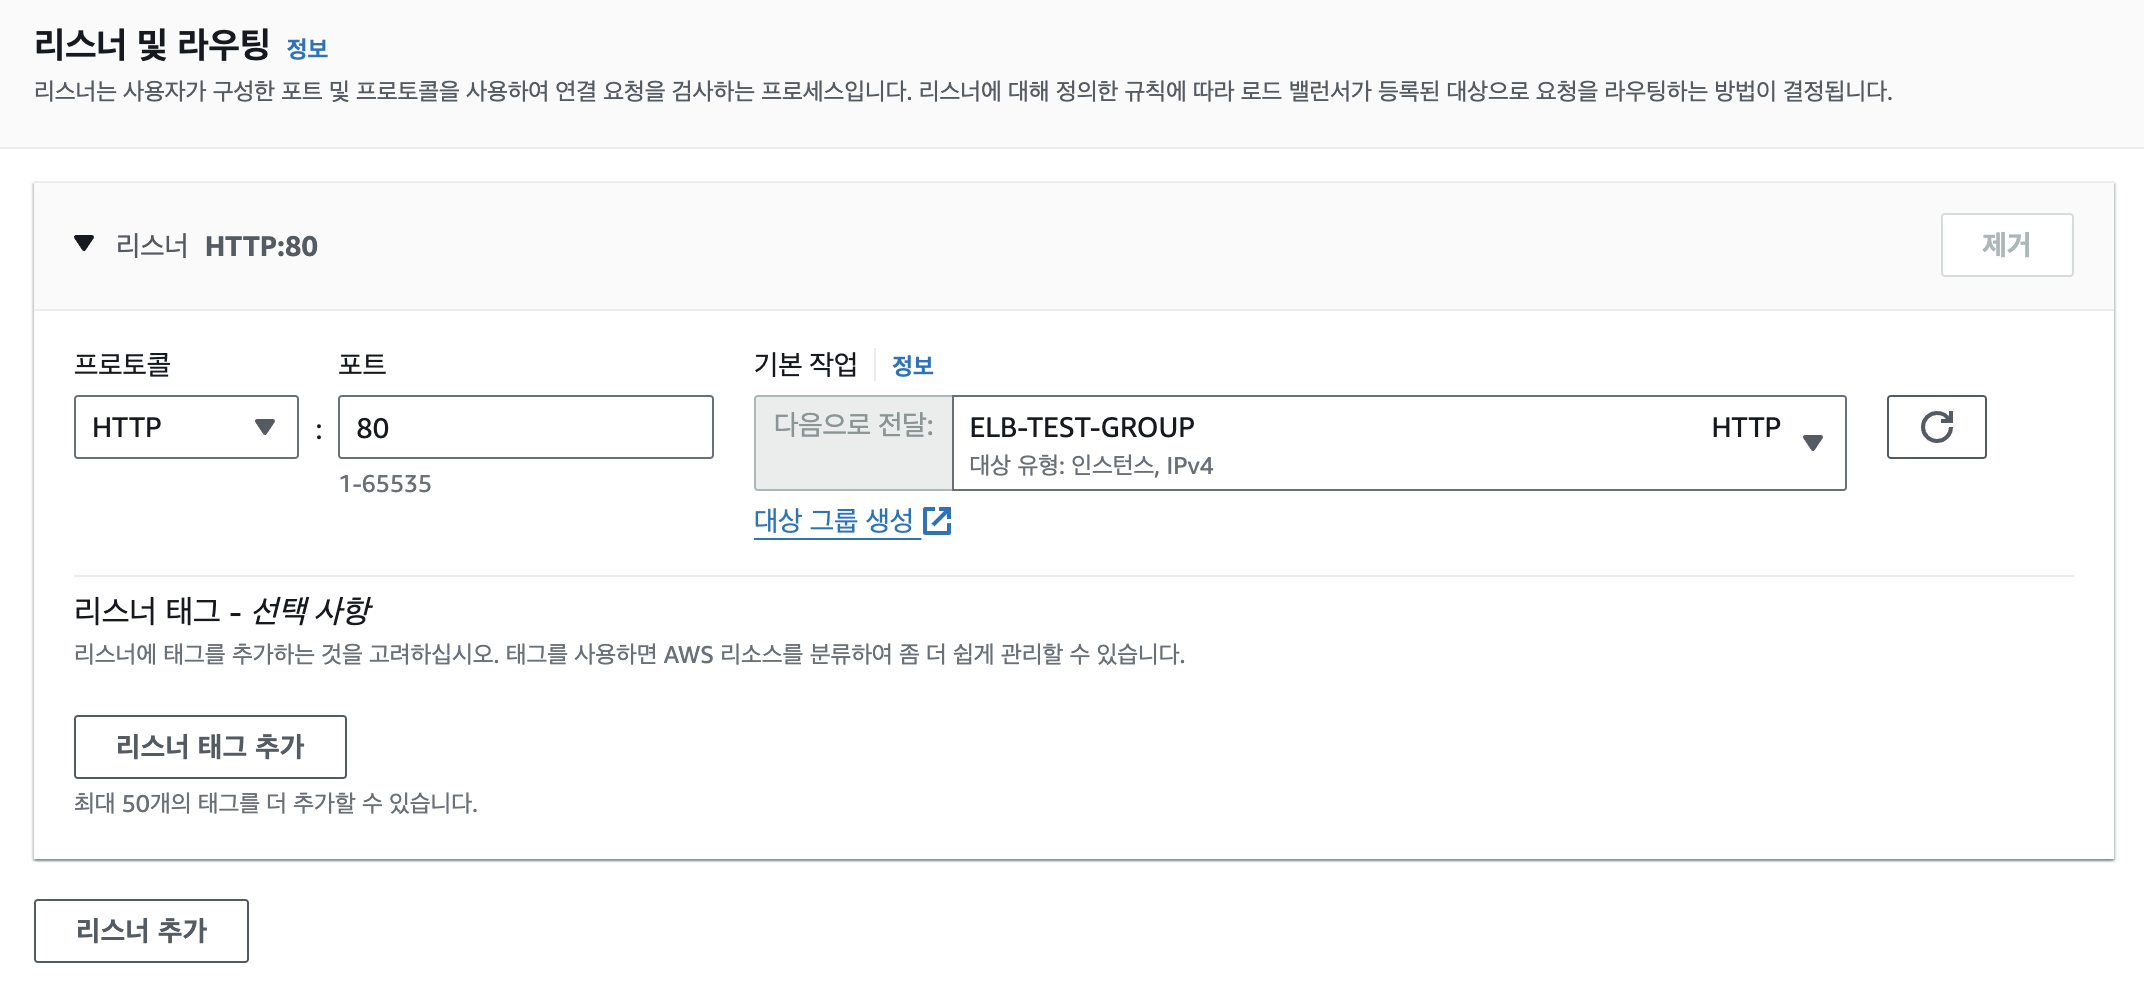 리스너 및 라우팅 정보
리스너는 사용자가 구성한 포트 및 프로토콜을 사용하여 연결 요청을 검사하는 프로세스입니다. 리스너에 대해 정의한 규칙에 따라 로드 밸런서가 등록된 대상으로 요청을 라우팅하는 방법이 결정됩니다.
리스너 HTTP:80
제거
프로토콜
포트
기본 작업
정보
HTTP
:
80
다음으로 전달:
ELB-TEST-GROUP
HTTP
대상 유형: 인스턴스, IPv4
1-65535
대상 그룹 생성
리스너 태그 - 선택 사항
리스너에 태그를 추가하는 것을 고려하십시오. 태그를 사용하면 AWS 리소스를 분류하여 좀 더 쉽게 관리할 수 있습니다.
리스너 태그 추가
최대 50개의 태그를 더 추가할 수 있습니다.
리스너 추가